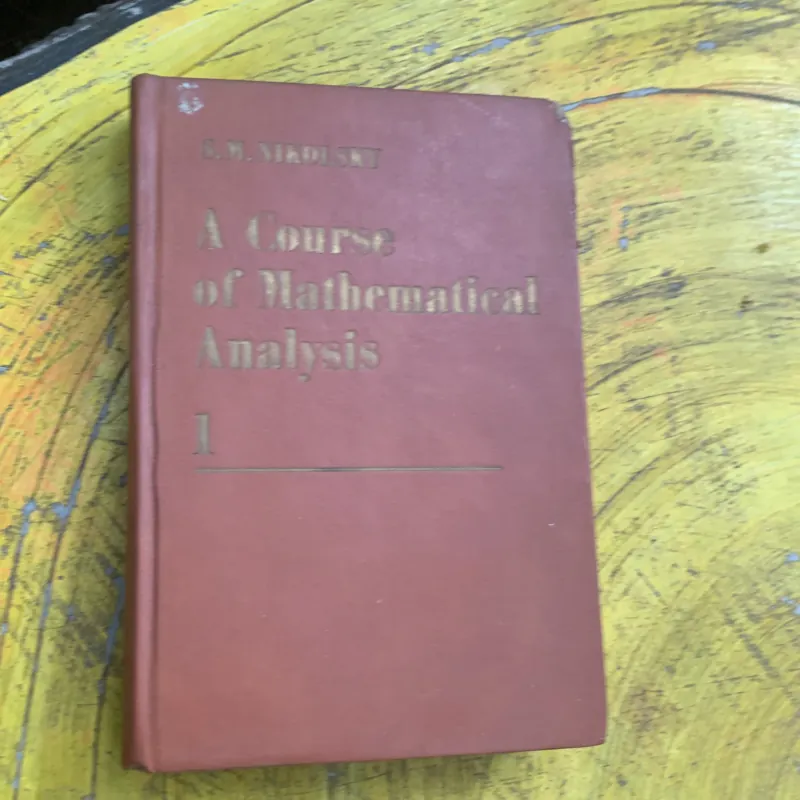 S.M. NIKOLSKY
A Course
of Mathematical
Analysis
1